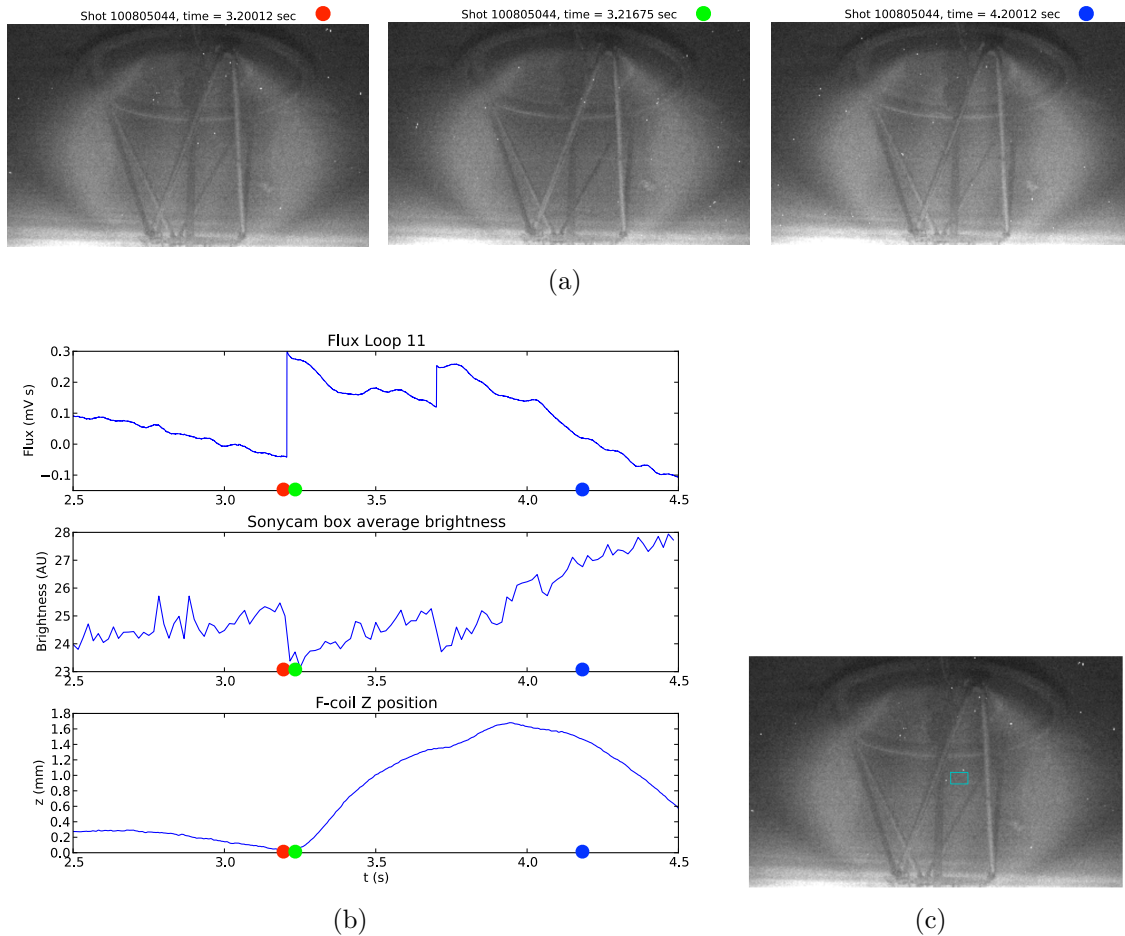 Shot 100805044, time = 3.20012 sec
Shot 100805044, time = 3.21675 sec
Shot 100805044, time = 4.20012 sec
(a)
Flux Loop 11
Flux (mV s)
0.3
0.2
0.1
0.0
−0.1
2.5 3.0 3.5 4.0 4.5
Sonycam box average brightness
Brightness (AU)
28
27
26
25
24
23
2.5 3.0 3.5 4.0 4.5
F-coil Z position
z (mm)
1.8
1.6
1.4
1.2
1.0
0.8
0.6
0.4
0.2
0.0
2.5 3.0 3.5 4.0 4.5
t (s)
(b)
(c)